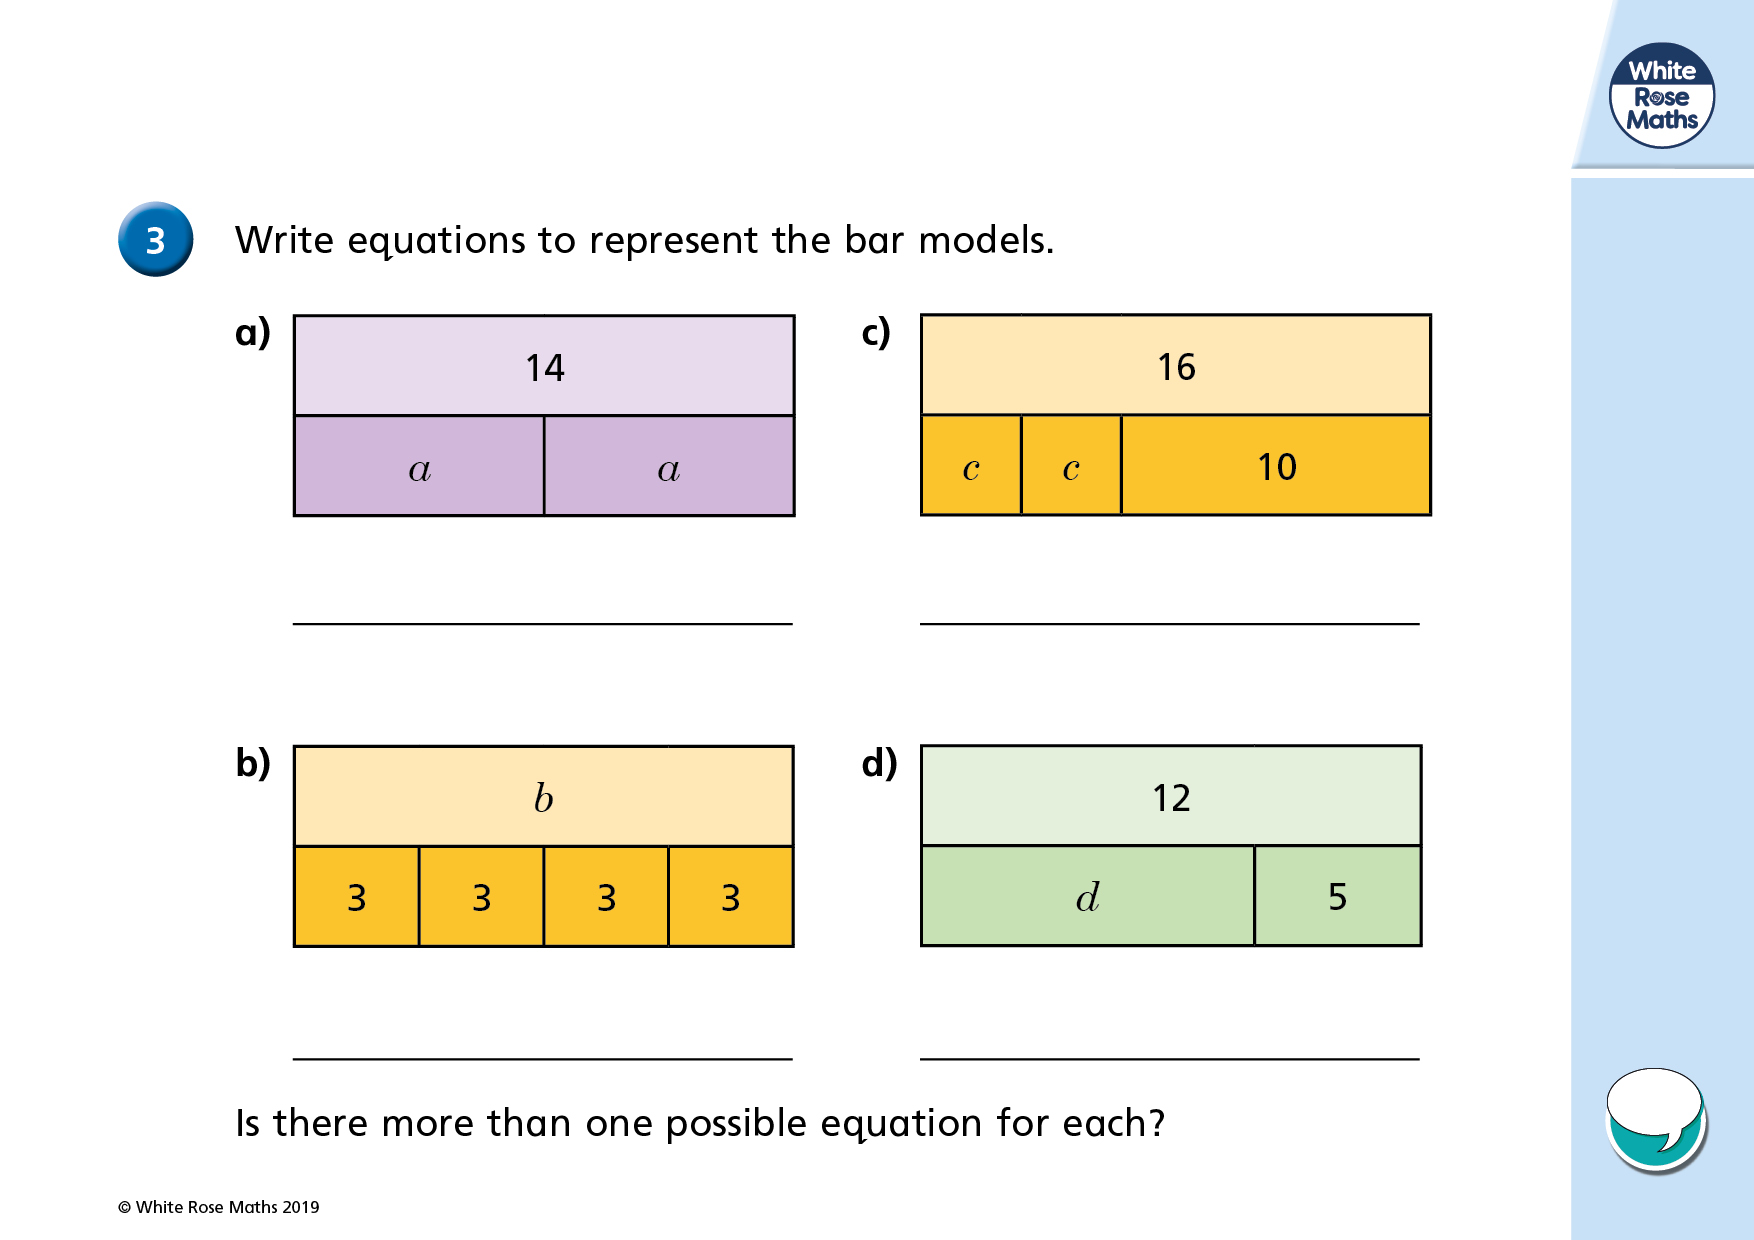 White
Rose
Maths
3 Write equations to represent the bar models.
a)
14
a a
c)
16
c c 10
b)
b
3 3 3 3
d)
12
d 5
Is there more than one possible equation for each?
© White Rose Maths 2019